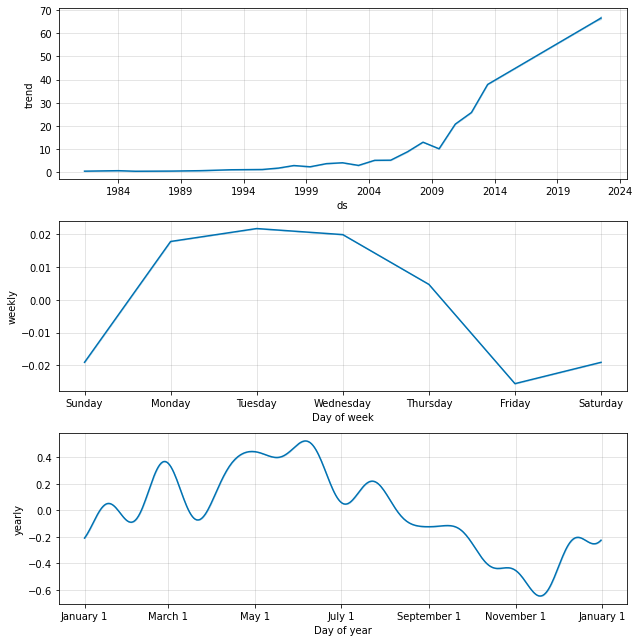 70
60
50
40
30
20
10
0
trend
1984 1989 1994 1999 2004 2009 2014 2019 2024
ds
0.02
0.01
0.00
−0.01
−0.02
weekly
Sunday Monday Tuesday Wednesday Thursday Friday Saturday
Day of week
0.4
0.2
0.0
−0.2
−0.4
−0.6
yearly
January 1 March 1 May 1 July 1 September 1 November 1 January 1
Day of year